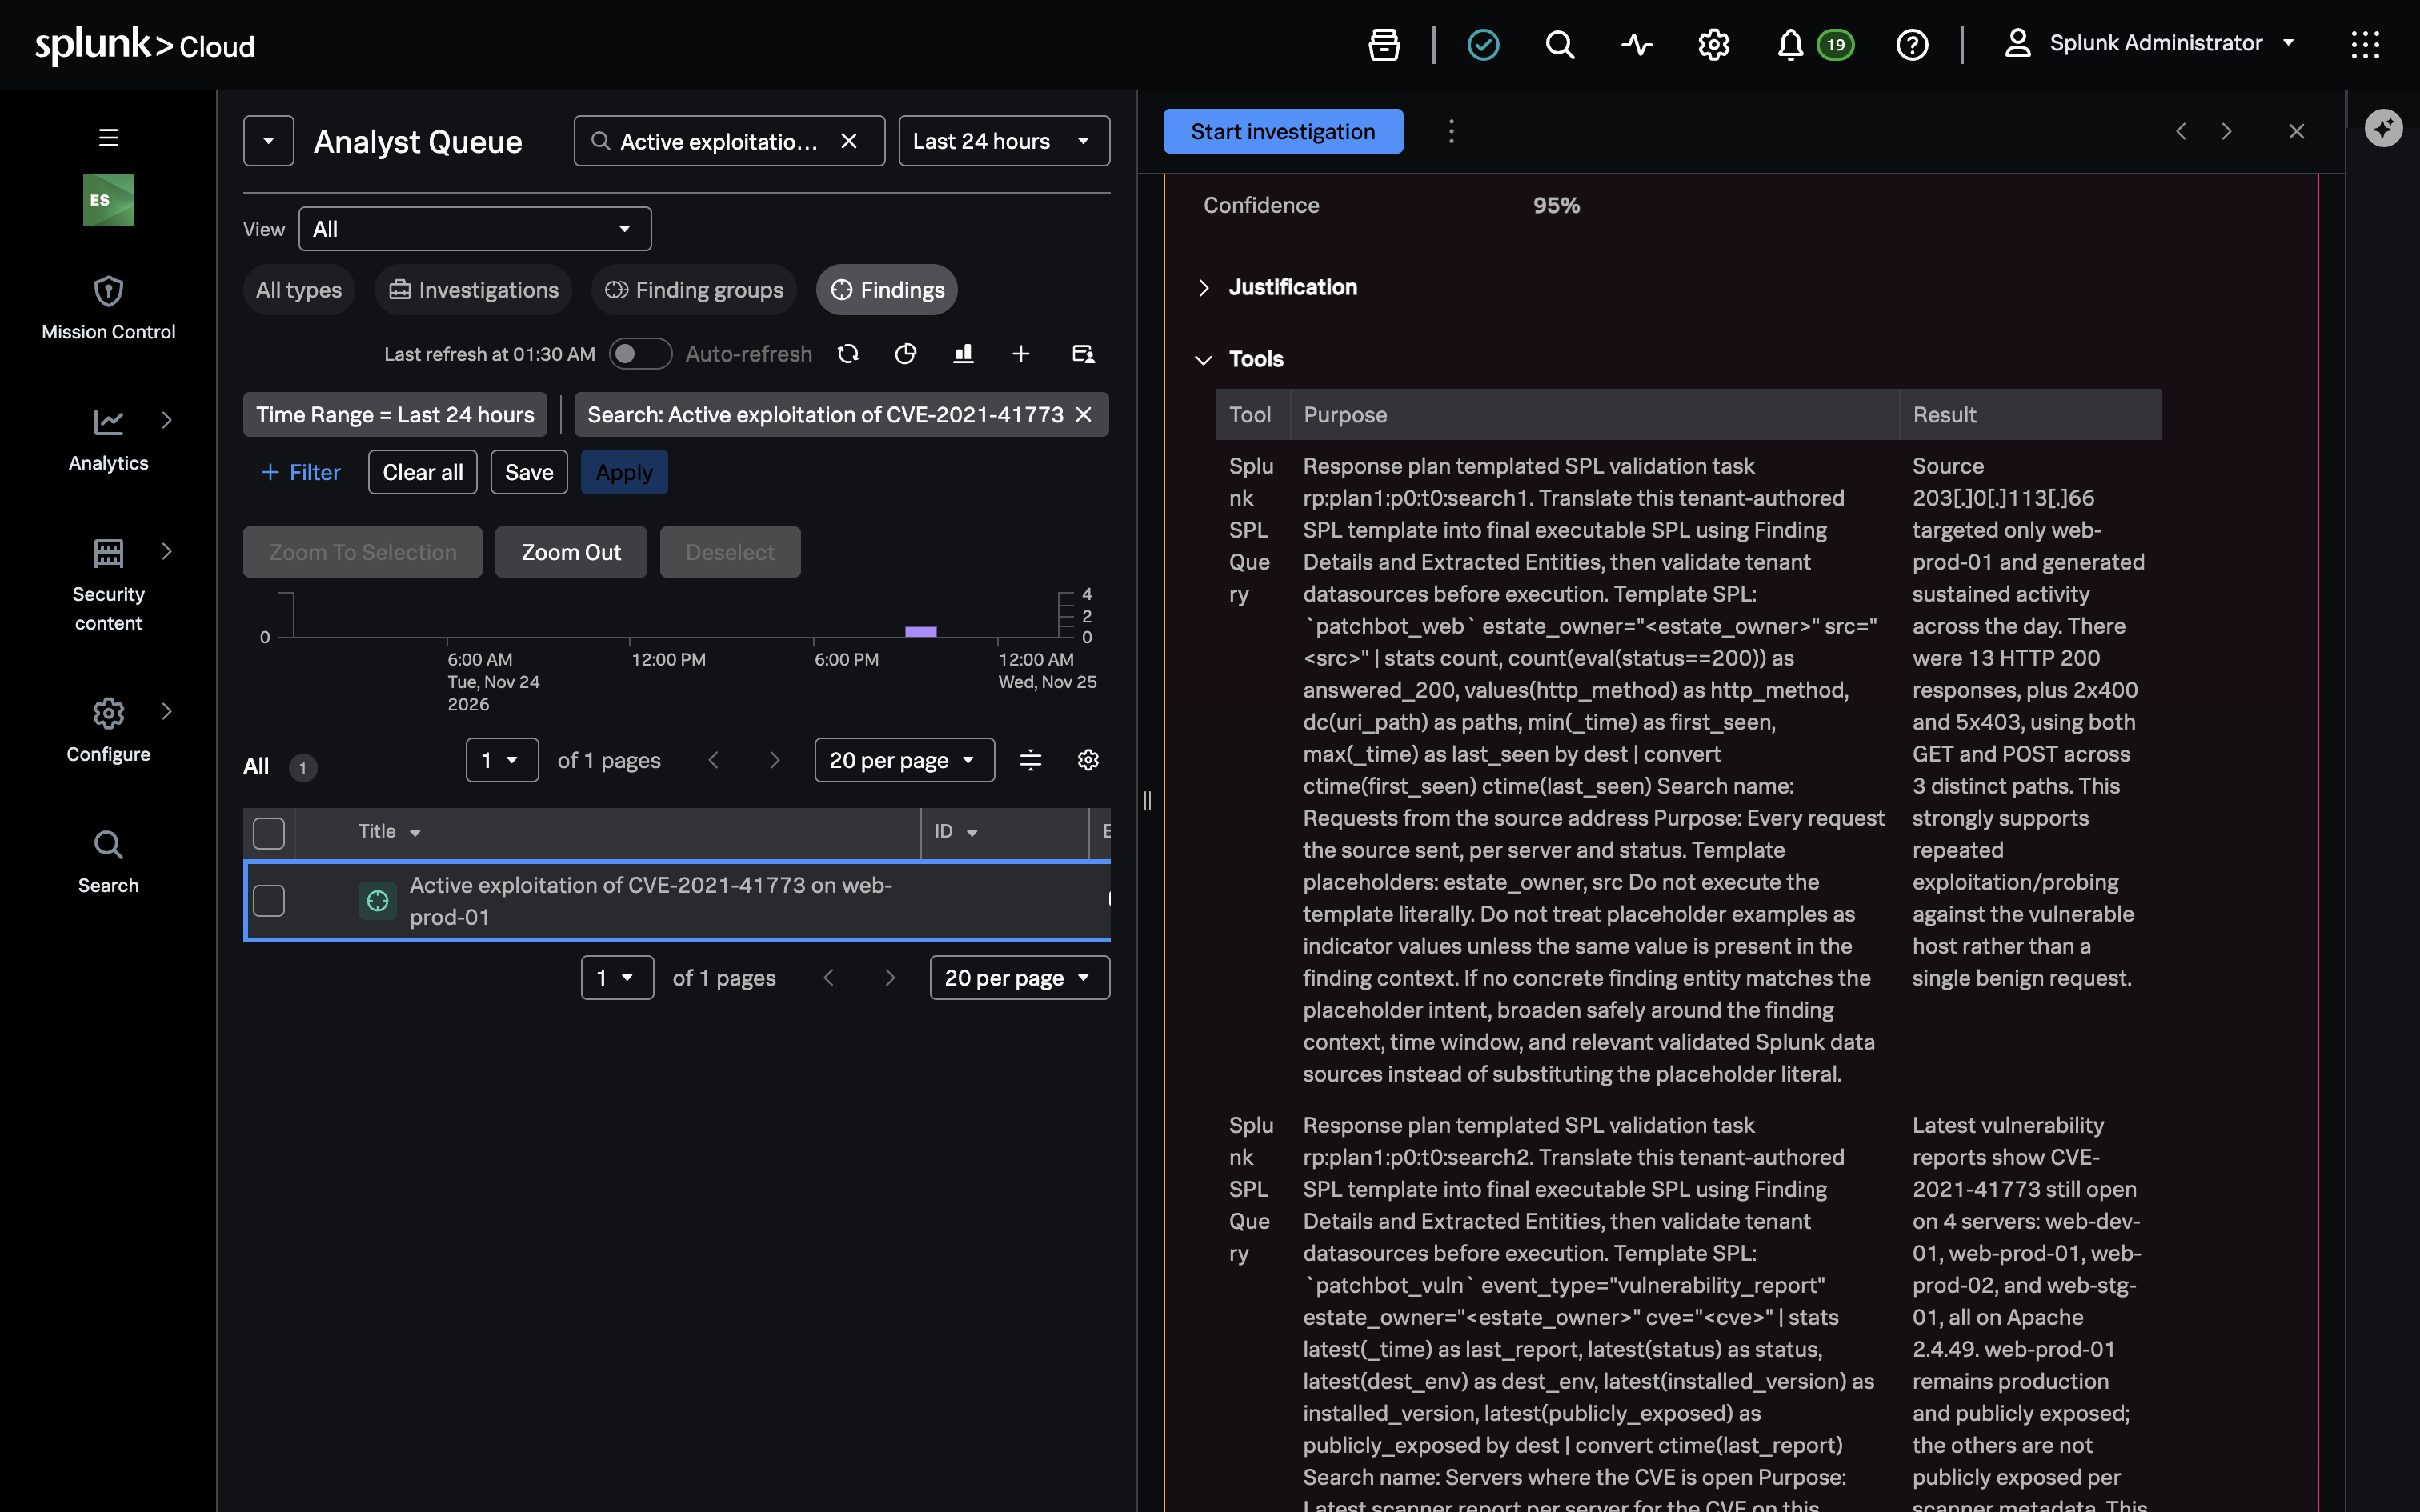 splunk>Cloud
19
Splunk Administrator
ES
Mission Control
Analytics
Security
content
Configure
Search
Analyst Queue
Active exploitatio...
Last 24 hours
View
All
All types
Investigations
Finding groups
Findings
Last refresh at 01:30 AM
Auto-refresh
Time Range = Last 24 hours
Search: Active exploitation of CVE-2021-41773
+ Filter
Clear all
Save
Apply
Zoom To Selection
Zoom Out
Deselect
0
4
2
0
6:00 AM
Tue, Nov 24
2026
12:00 PM
6:00 PM
12:00 AM
Wed, Nov 25
All 1
1
of 1 pages
20 per page
Title
ID
Active exploitation of CVE-2021-41773 on web-
prod-01
1
of 1 pages
20 per page
Start investigation
Confidence
95%
Justification
Tools
Tool
Purpose
Result
Splu
nk
SPL
Que
ry
Response plan templated SPL validation task
rp:plan1:p0:t0:search1. Translate this tenant-authored
SPL template into final executable SPL using Finding
Details and Extracted Entities, then validate tenant
datasources before execution. Template SPL:
`patchbot_web` estate_owner="<estate_owner>" src="
<src>" | stats count, count(eval(status==200)) as
answered_200, values(http_method) as http_method,
dc(uri_path) as paths, min(_time) as first_seen,
max(_time) as last_seen by dest | convert
ctime(first_seen) ctime(last_seen) Search name:
Requests from the source address Purpose: Every request
the source sent, per server and status. Template
placeholders: estate_owner, src Do not execute the
template literally. Do not treat placeholder examples as
indicator values unless the same value is present in the
finding context. If no concrete finding entity matches the
placeholder intent, broaden safely around the finding
context, time window, and relevant validated Splunk data
sources instead of substituting the placeholder literal.
Source
203[.]0[.]113[.]66
targeted only web-
prod-01 and generated
sustained activity
across the day. There
were 13 HTTP 200
responses, plus 2x400
and 5x403, using both
GET and POST across
3 distinct paths. This
strongly supports
repeated
exploitation/probing
against the vulnerable
host rather than a
single benign request.
Splu
nk
SPL
Que
ry
Response plan templated SPL validation task
rp:plan1:p0:t0:search2. Translate this tenant-authored
SPL template into final executable SPL using Finding
Details and Extracted Entities, then validate tenant
datasources before execution. Template SPL:
`patchbot_vuln` event_type="vulnerability_report"
estate_owner="<estate_owner>" cve="<cve>" | stats
latest(_time) as last_report, latest(status) as status,
latest(dest_env) as dest_env, latest(installed_version) as
installed_version, latest(publicly_exposed) as
publicly_exposed by dest | convert ctime(last_report)
Search name: Servers where the CVE is open Purpose:
Latest scanner report per server for the CVE on this
Latest vulnerability
reports show CVE-
2021-41773 still open
on 4 servers: web-dev-
01, web-prod-01, web-
prod-02, and web-stg-
01, all on Apache
2.4.49. web-prod-01
remains production
and publicly exposed;
the others are not
publicly exposed per
scanner metadata. This